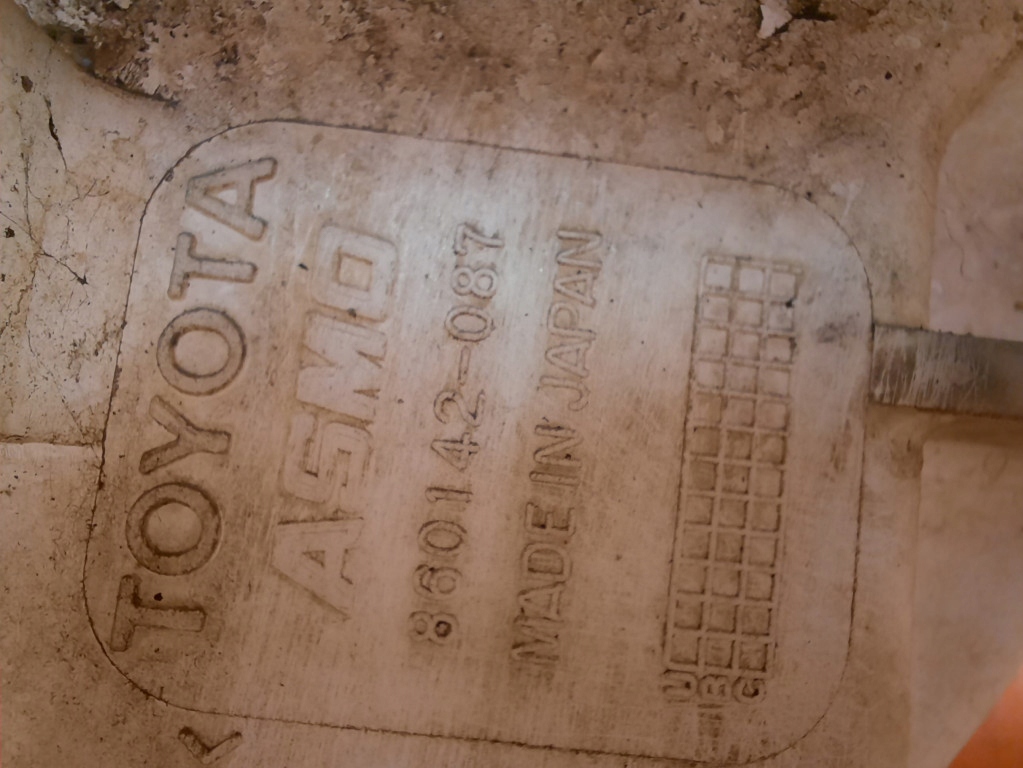 TOYOTA
ASMO
860142-087
MADE IN JAPAN
U
B